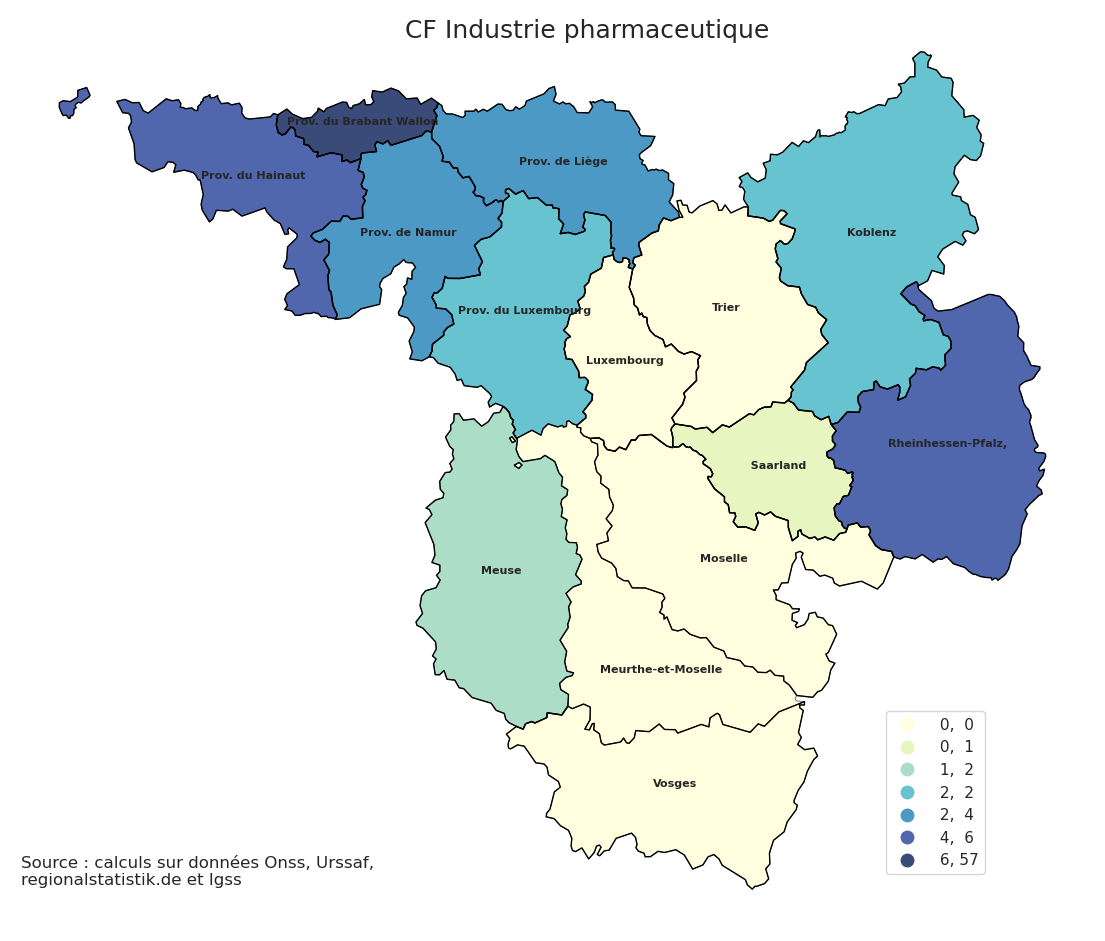 CF Industrie pharmaceutique
Prov. du Brabant Wallon
Prov. de Liège
Prov. du Hainaut
Prov. de Namur
Koblenz
Prov. du Luxembourg
Trier
Luxembourg
Rheinhessen-Pfalz,
Saarland
Moselle
Meuse
Meurthe-et-Moselle
Vosges
0,  0
0,  1
1,  2
2,  2
2,  4
4,  6
6, 57
Source : calculs sur données Onss, Urssaf,
regionalstatistik.de et Igss